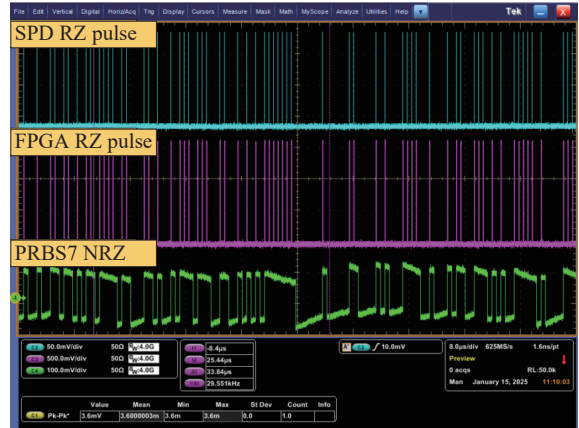 File Edit Vertical Digital Horiz/Acq Trig Display Cursors Measure Mask Math MyScope Analyze Utilities Help Tek
SPD RZ pulse
FPGA RZ pulse
PRBS7 NRZ
C2 50.0mV/div 50Ω BW:4.0G
C3 500.0mV/div 50Ω BW:4.0G
C4 100.0mV/div 50Ω BW:4.0G
-8.4µs
25.44µs
33.84µs
29.551kHz
A' 10.0mV
8.0µs/div 625MS/s 1.6ns/pt
Preview
0 acqs RL:50.0k
Man January 15, 2025 11:10:03
Value Mean Min Max St Dev Count Info
C1 Pk-Pk* 3.6mV 3.6000003m 3.6m 3.6m 0.0 1.0